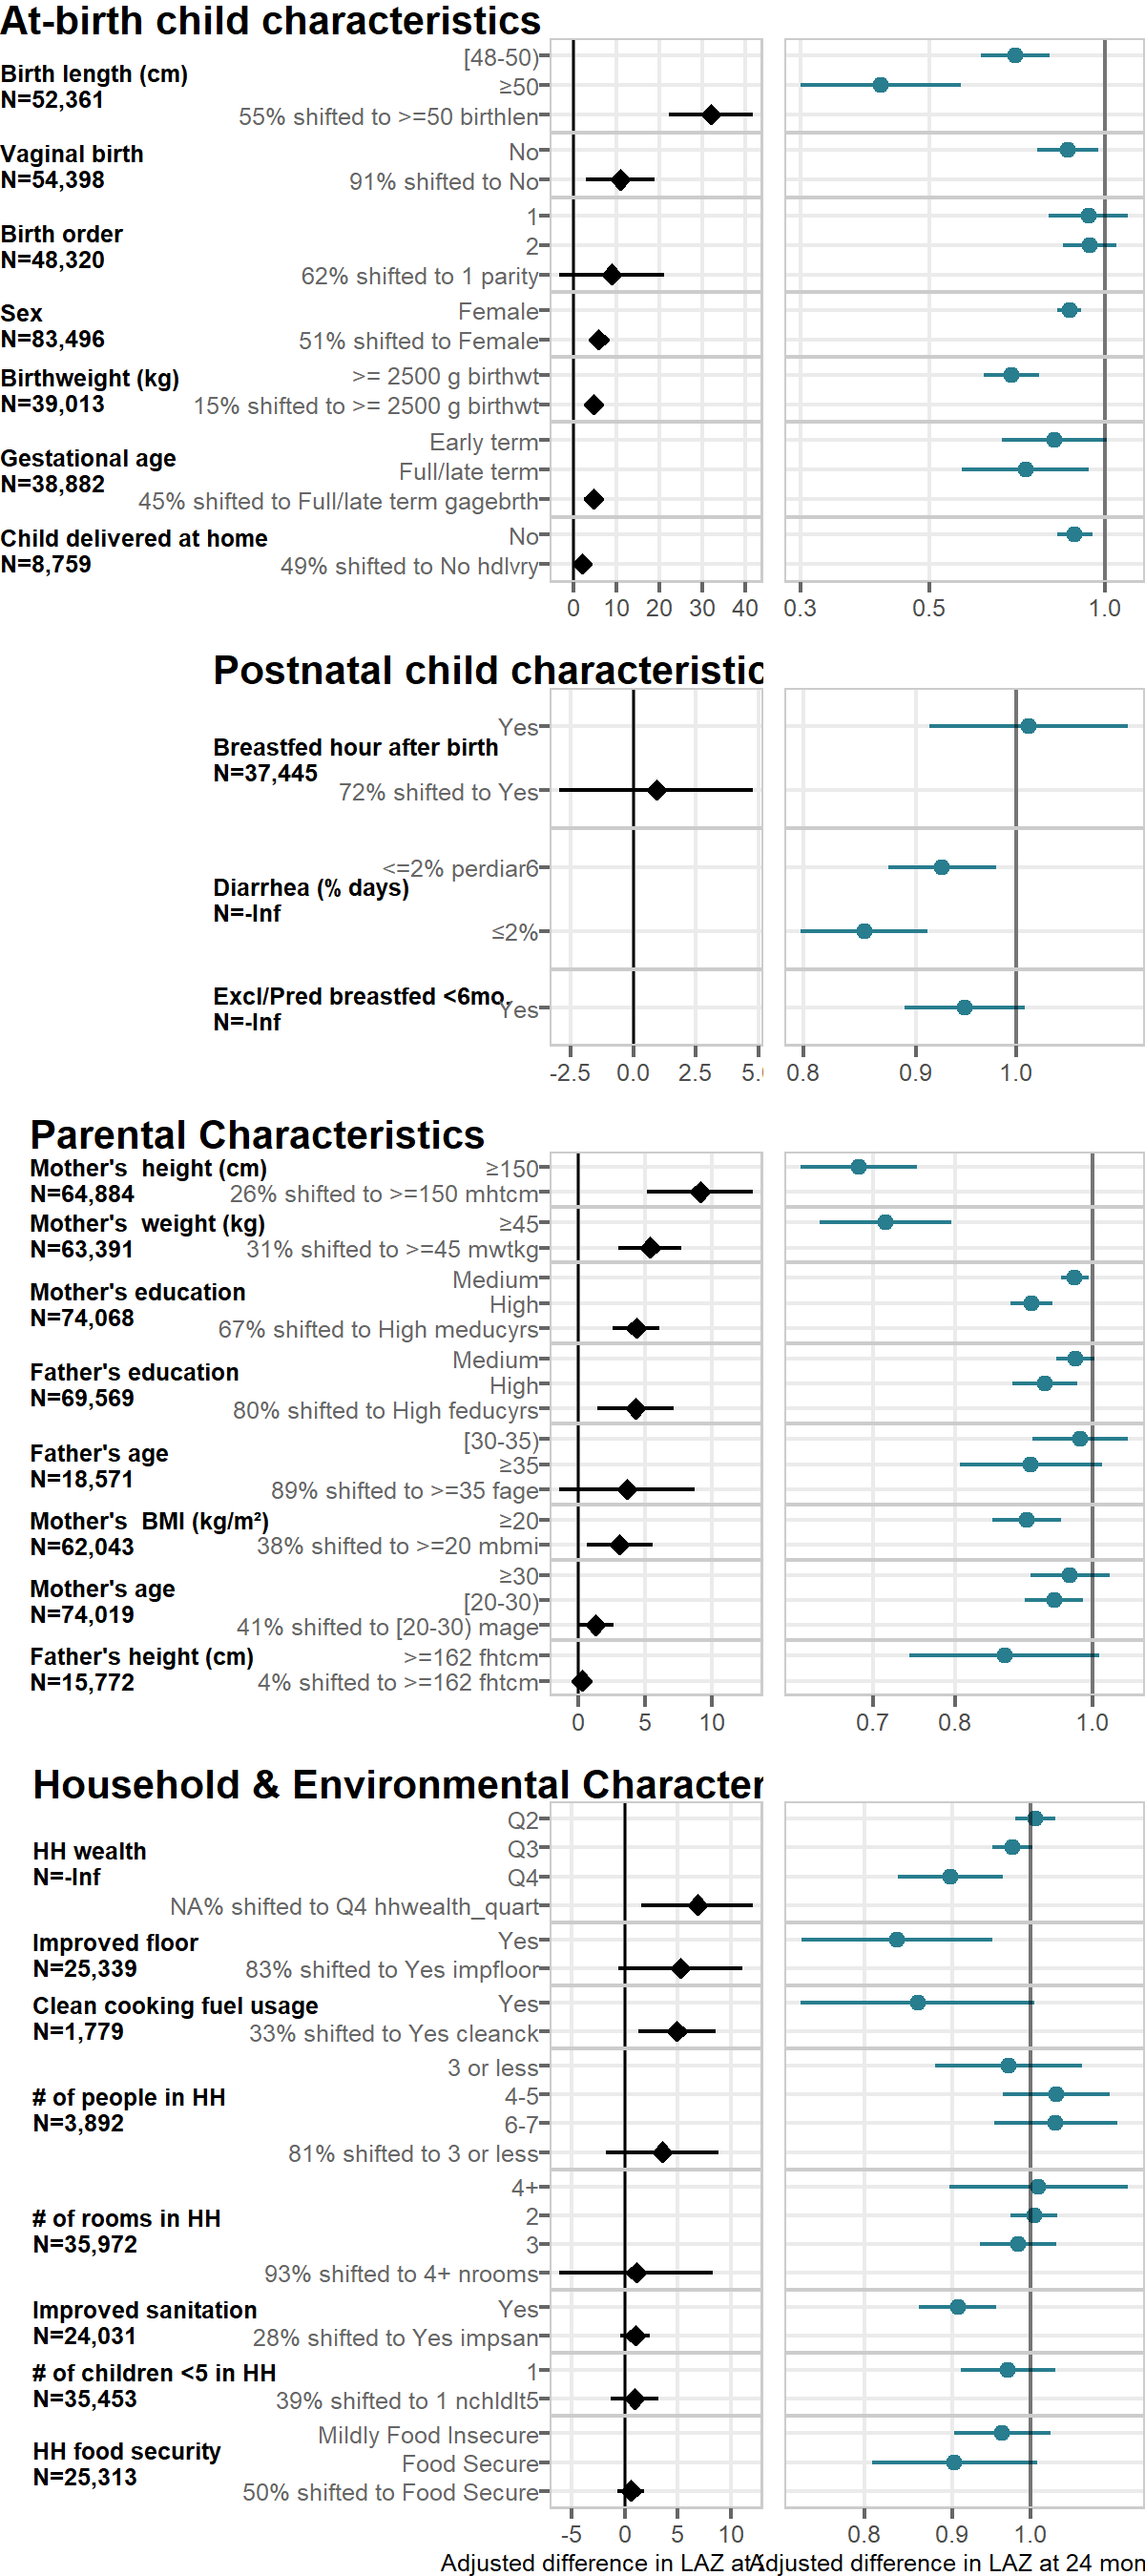 At-birth child characteristics
Birth length (cm)
N=52,361
[48-50)
≥50
55% shifted to >=50 birthlen
Vaginal birth
N=54,398
No
91% shifted to No
Birth order
N=48,320
1
2
62% shifted to 1 parity
Sex
N=83,496
Female
51% shifted to Female
Birthweight (kg)
N=39,013
>= 2500 g birthwt
15% shifted to >= 2500 g birthwt
Gestational age
N=38,882
Early term
Full/late term
45% shifted to Full/late term gagebrth
Child delivered at home
N=8,759
No
49% shifted to No hdlvry
0 10 20 30 40 0.3 0.5 1.0
Postnatal child characteristic
Breastfed hour after birth
N=37,445
Yes
72% shifted to Yes
Diarrhea (% days)
N=-Inf
<=2% perdiar6
≤2%
Excl/Pred breastfed <6mo.
N=-Inf
Yes
-2.5 0.0 2.5 5.0 0.8 0.9 1.0
Parental Characteristics
Mother's  height (cm)
N=64,884
≥150
26% shifted to >=150 mhtcm
Mother's  weight (kg)
N=63,391
≥45
31% shifted to >=45 mwtkg
Mother's education
N=74,068
Medium
High
67% shifted to High meducyrs
Father's education
N=69,569
Medium
High
80% shifted to High feducyrs
Father's age
N=18,571
[30-35)
≥35
89% shifted to >=35 fage
Mother's  BMI (kg/m²)
N=62,043
≥20
38% shifted to >=20 mbmi
Mother's age
N=74,019
≥30
[20-30)
41% shifted to [20-30) mage
Father's height (cm)
N=15,772
>=162 fhtcm
4% shifted to >=162 fhtcm
0 5 10 0.7 0.8 1.0
Household & Environmental Character
HH wealth
N=-Inf
Q2
Q3
Q4
NA% shifted to Q4 hhwealth_quart
Improved floor
N=25,339
Yes
83% shifted to Yes impfloor
Clean cooking fuel usage
N=1,779
Yes
33% shifted to Yes cleanck
# of people in HH
N=3,892
3 or less
4-5
6-7
81% shifted to 3 or less
# of rooms in HH
N=35,972
4+
2
3
93% shifted to 4+ nrooms
Improved sanitation
N=24,031
Yes
28% shifted to Yes impsan
# of children <5 in HH
N=35,453
1
39% shifted to 1 nchldlt5
HH food security
N=25,313
Mildly Food Insecure
Food Secure
50% shifted to Food Secure
-5 0 5 10 0.8 0.9 1.0
Adjusted difference in LAZ at
Adjusted difference in LAZ at 24 mon